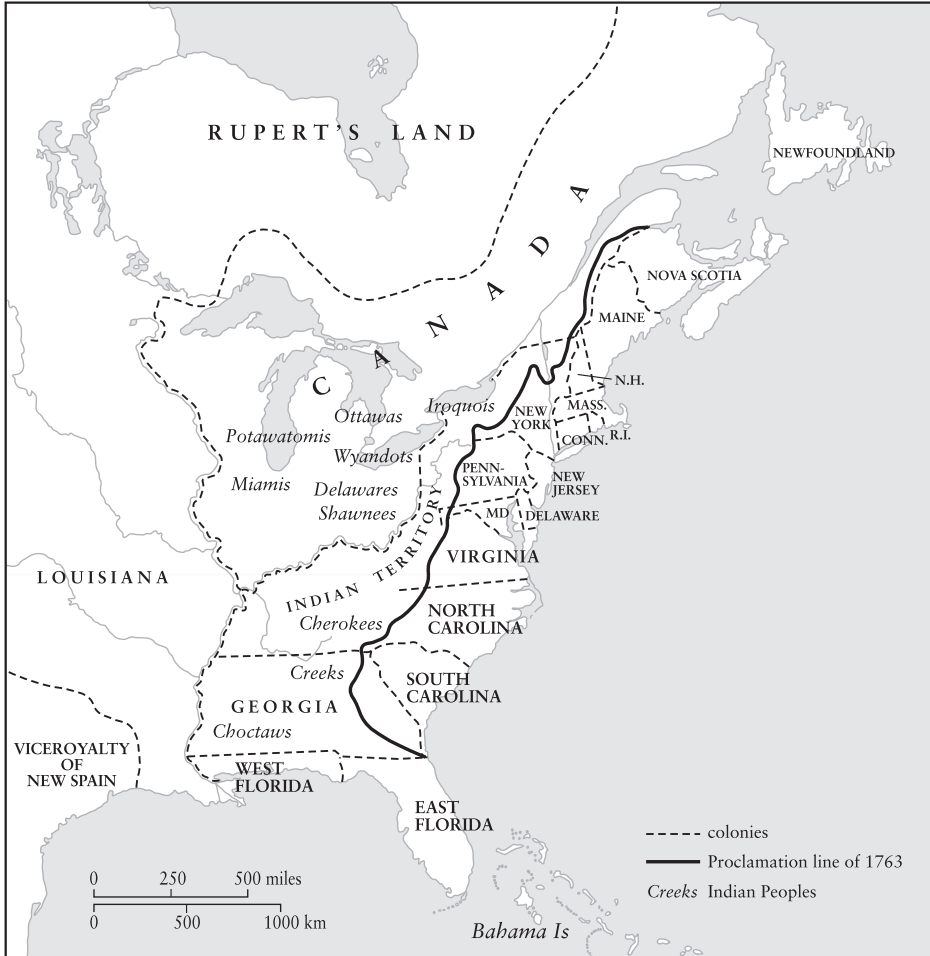 RUPERT'S LAND
NEWFOUNDLAND
CANADA
NOVA SCOTIA
MAINE
N.H.
Ottawas
Iroquois
NEW
YORK
MASS.
Potawatomis
CONN.
R.I.
Wyandots
Miamis
Delawares
Shawnees
PENN-
SYLVANIA
NEW
JERSEY
MD
DELAWARE
VIRGINIA
LOUISIANA
INDIAN TERRITORY
Cherokees
NORTH
CAROLINA
Creeks
SOUTH
CAROLINA
GEORGIA
Choctaws
VICEROYALTY
OF
NEW SPAIN
WEST
FLORIDA
EAST
FLORIDA
colonies
Proclamation line of 1763
Creeks Indian Peoples
0 250 500 miles
0 500 1000 km
Bahama Is